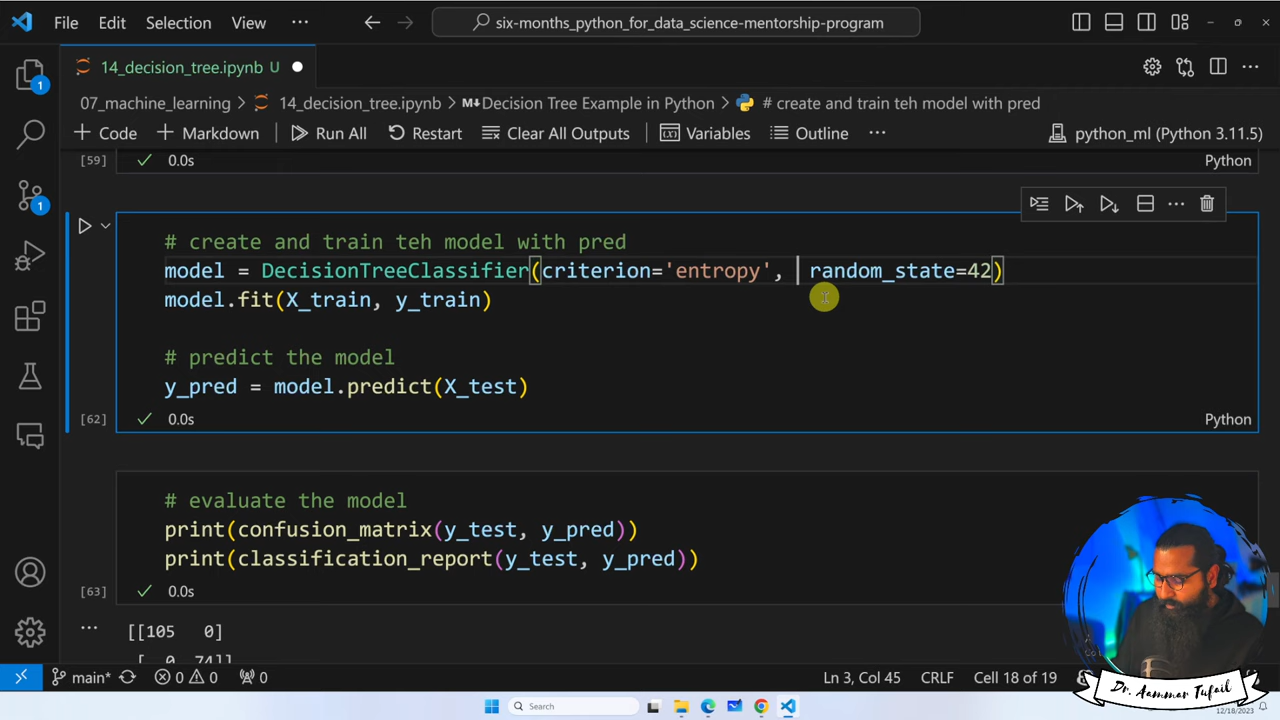 File Edit Selection View ··· six-months_python_for_data_science-mentorship-program
14_decision_tree.ipynb U
07_machine_learning > 14_decision_tree.ipynb > Decision Tree Example in Python > # create and train teh model with pred
+ Code + Markdown Run All Restart Clear All Outputs Variables Outline ··· python_ml (Python 3.11.5)
[59] 0.0s Python
# create and train teh model with pred
model = DecisionTreeClassifier(criterion='entropy', random_state=42)
model.fit(X_train, y_train)
# predict the model
y_pred = model.predict(X_test)
[62] 0.0s Python
# evaluate the model
print(confusion_matrix(y_test, y_pred))
print(classification_report(y_test, y_pred))
[63] 0.0s
[[105 0]
[ 0 74]]
main* 0 0 0 Ln 3, Col 45 CRLF Cell 18 of 19
Dr. Aammar Tufail
Search
12/18/2023